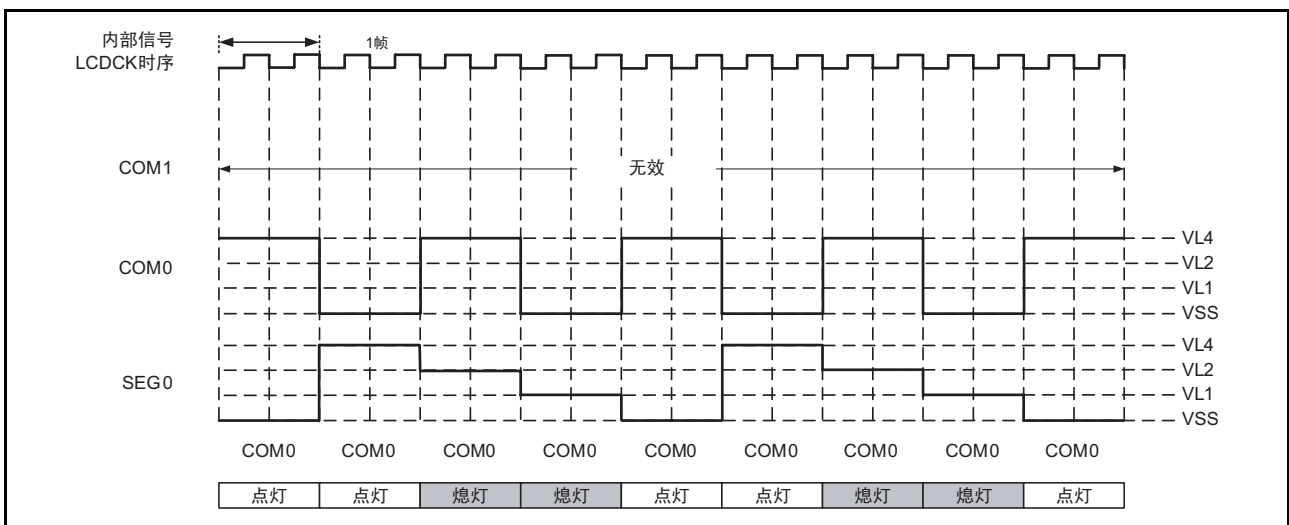 内部信号
LCDCK时序
1帧
COM1
无效
COM0
VL4
VL2
VL1
VSS
SEG0
VL4
VL2
VL1
VSS
COM0 COM0 COM0 COM0 COM0 COM0 COM0 COM0 COM0
点灯 点灯 熄灯 熄灯 点灯 点灯 熄灯 熄灯 点灯